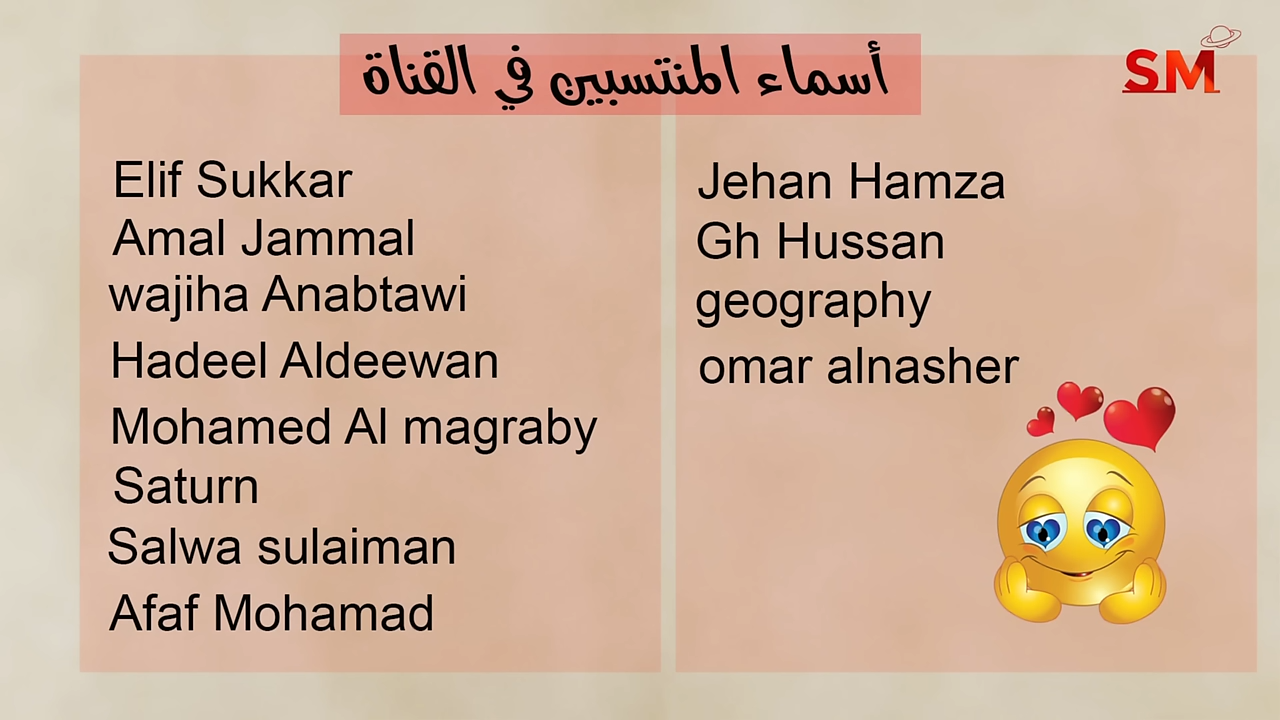 أسماء المنتسبين في القناة
SM
Elif Sukkar
Amal Jammal
wajiha Anabtawi
Hadeel Aldeewan
Mohamed Al magraby
Saturn
Salwa sulaiman
Afaf Mohamad
Jehan Hamza
Gh Hussan
geography
omar alnasher